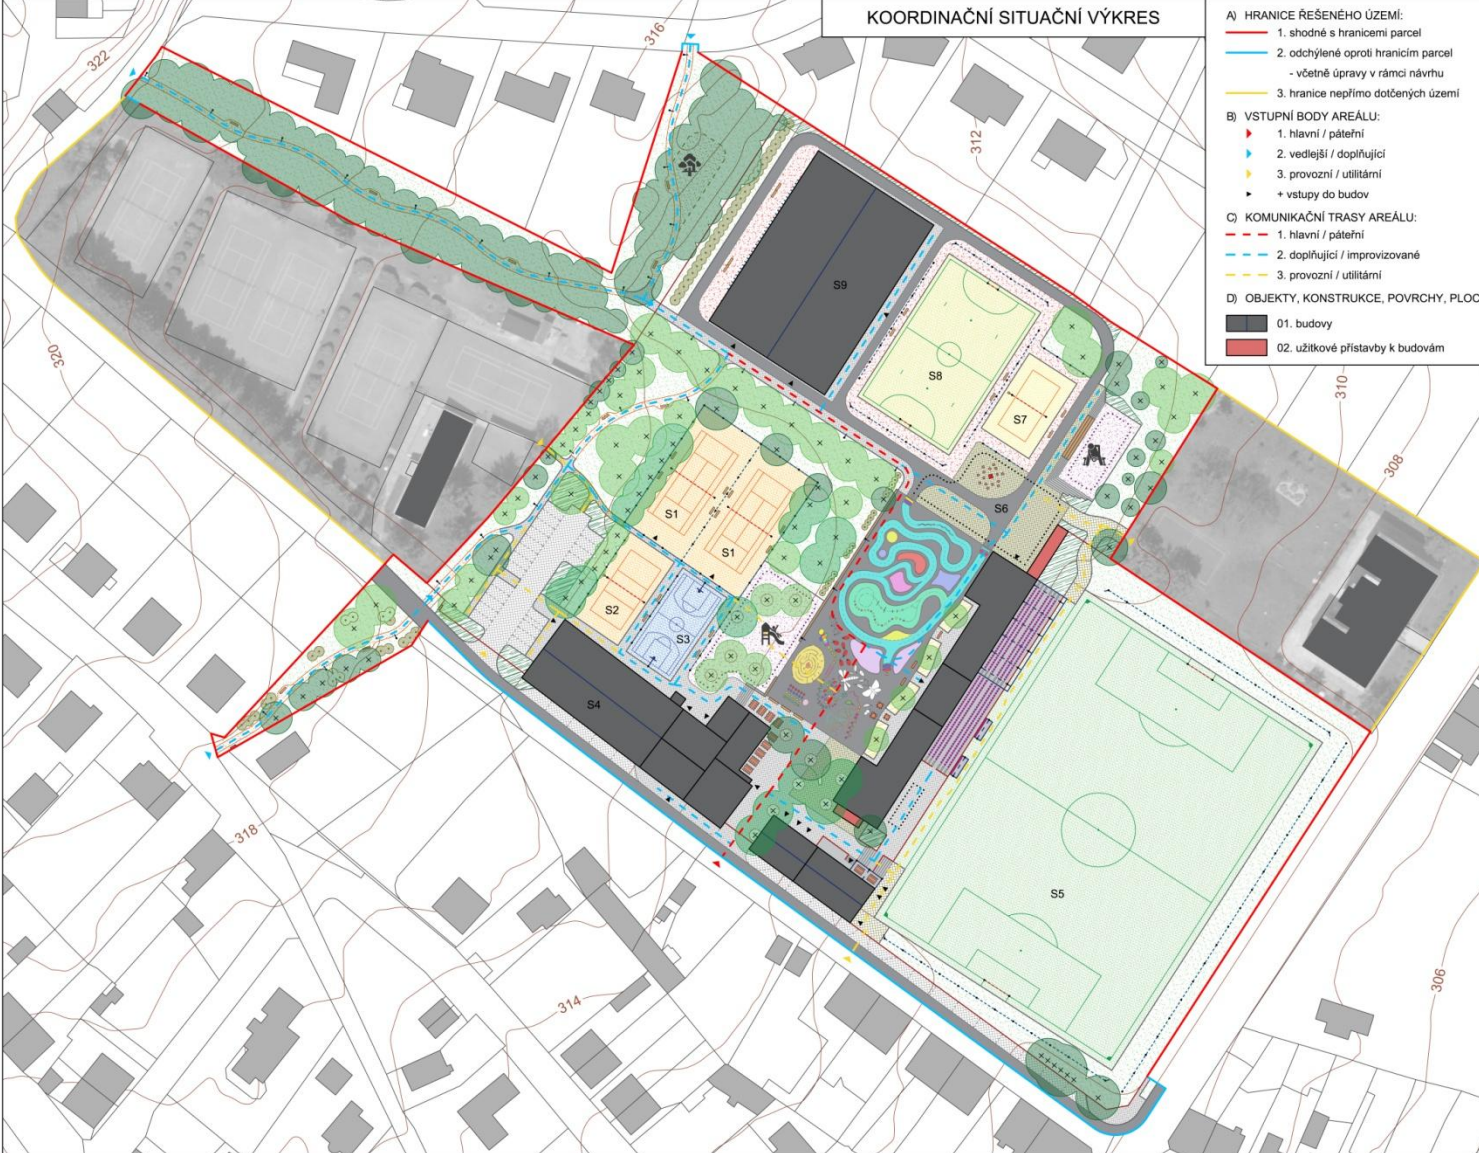 KOORDINAČNÍ SITUAČNÍ VÝKRES
A) HRANICE ŘEŠENÉHO ÚZEMÍ:
1. shodné s hranicemi parcel
2. odchýlené oproti hranicím parcel
- včetně úpravy v rámci návrhu
3. hranice nepřímo dotčených území
B) VSTUPNÍ BODY AREÁLU:
1. hlavní / páteřní
2. vedlejší / doplňující
3. provozní / utilitární
+ vstupy do budov
C) KOMUNIKAČNÍ TRASY AREÁLU:
1. hlavní / páteřní
2. doplňující / improvizované
3. provozní / utilitární
D) OBJEKTY, KONSTRUKCE, POVRCHY, PLOC
01. budovy
02. užitkové přístavby k budovám
322
316
312
320
310
308
318
314
306
S9
S8
S7
S6
S1
S1
S2
S3
S4
S5